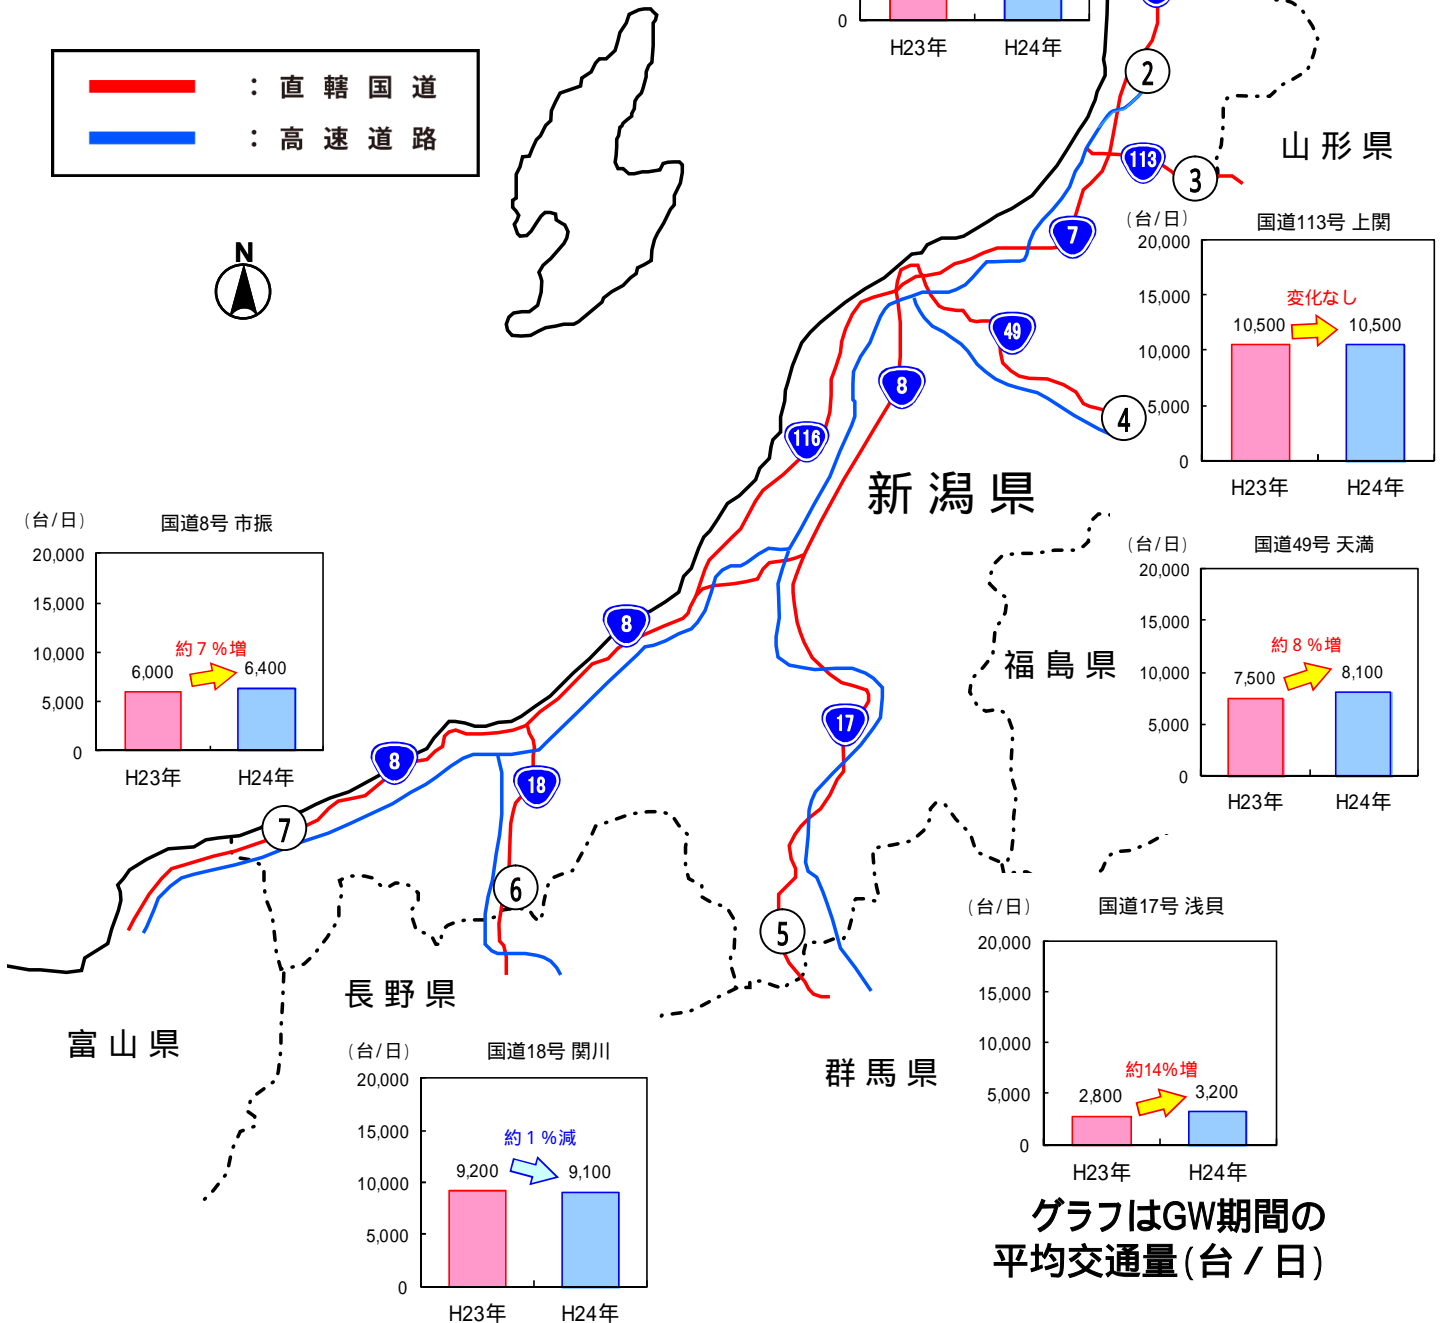 0
H23年 H24年
：直轄国道
：高速道路
N
2
山形県
113
3
7
(台/日) 国道113号 上関
20,000
15,000
変化なし
10,500 10,500
10,000
5,000
0
H23年 H24年
49
8
4
116
新潟県
(台/日) 国道8号 市振
20,000
15,000
約7%増
10,000
6,000 6,400
5,000
0
H23年 H24年
(台/日) 国道49号 天満
20,000
15,000
約8%増
10,000
7,500 8,100
5,000
0
H23年 H24年
8
福島県
17
8
18
7
6
5
長野県
富山県
群馬県
(台/日) 国道17号 浅貝
20,000
15,000
10,000
約14%増
5,000
2,800 3,200
0
H23年 H24年
(台/日) 国道18号 関川
20,000
15,000
約1%減
9,200 9,100
10,000
5,000
0
H23年 H24年
グラフはGW期間の
平均交通量(台／日)